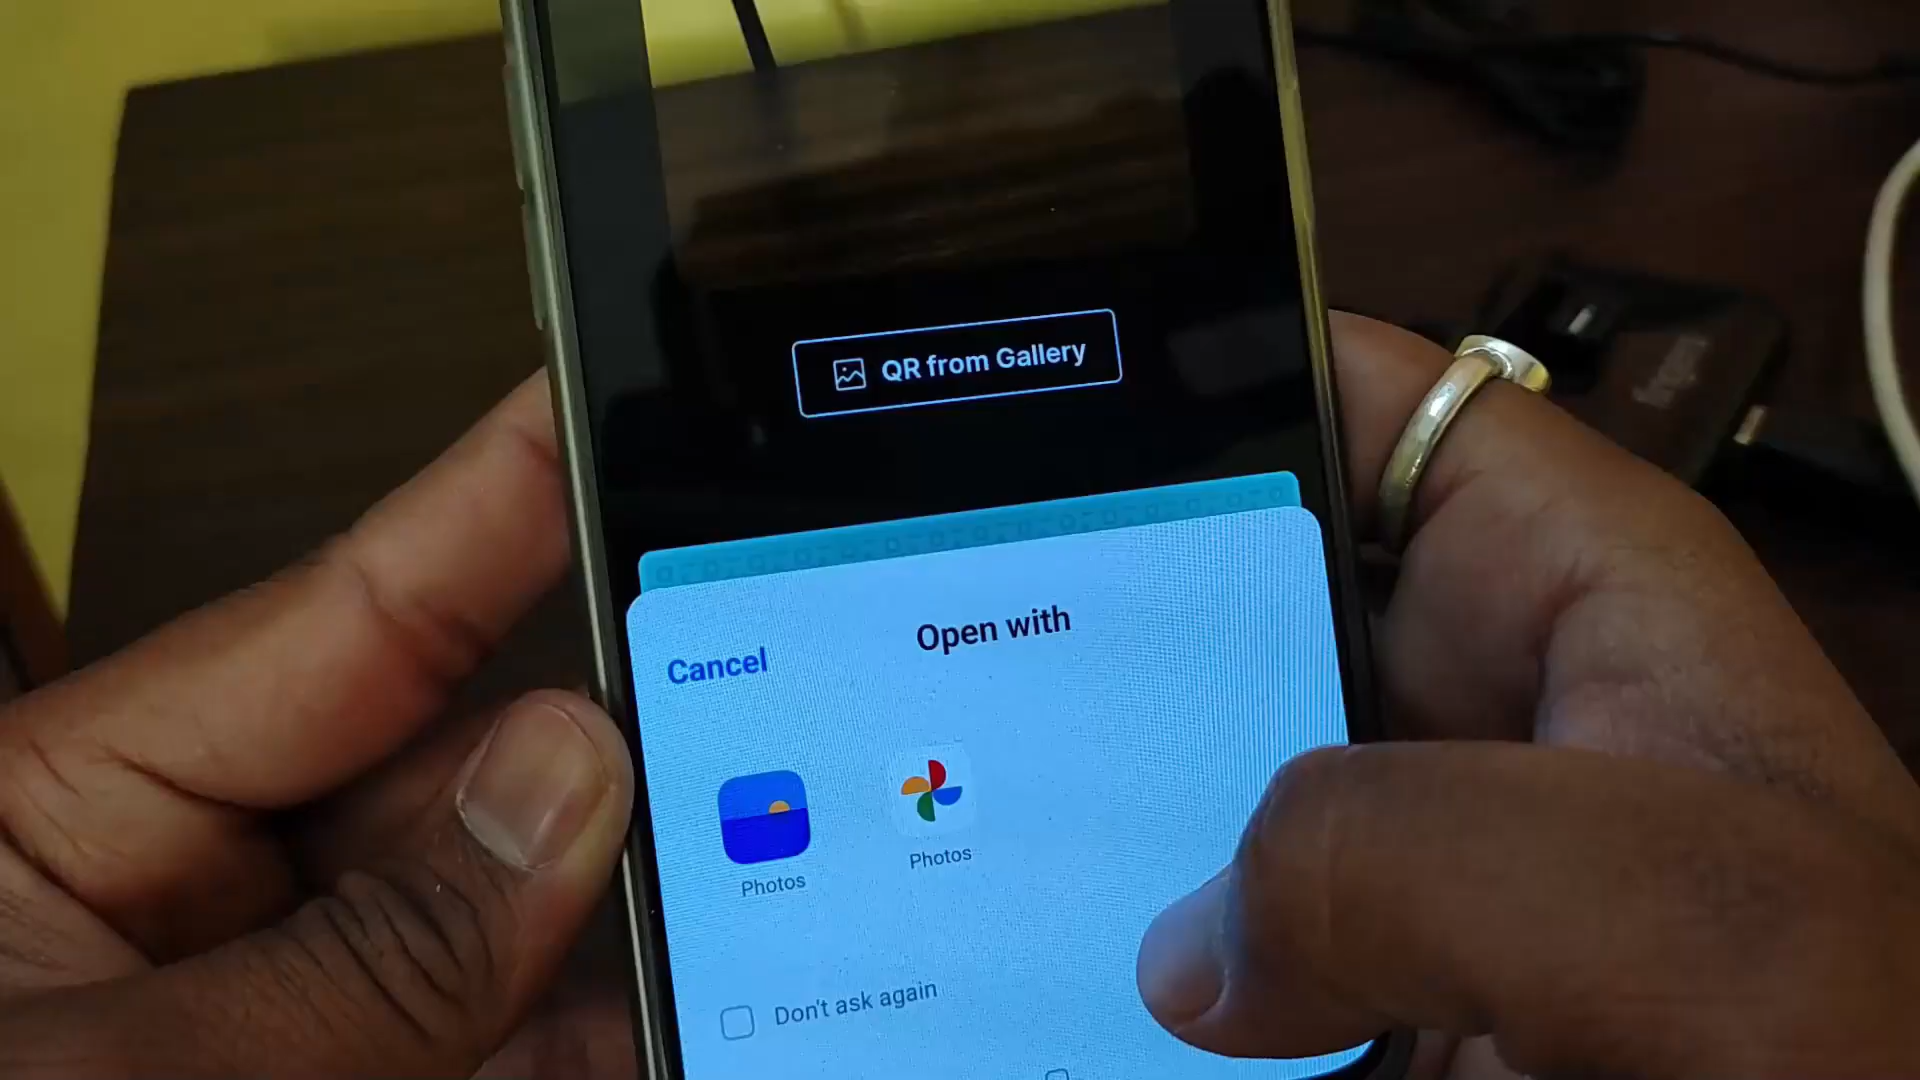 QR from Gallery
Open with
Cancel
Photos
Photos
Don't ask again